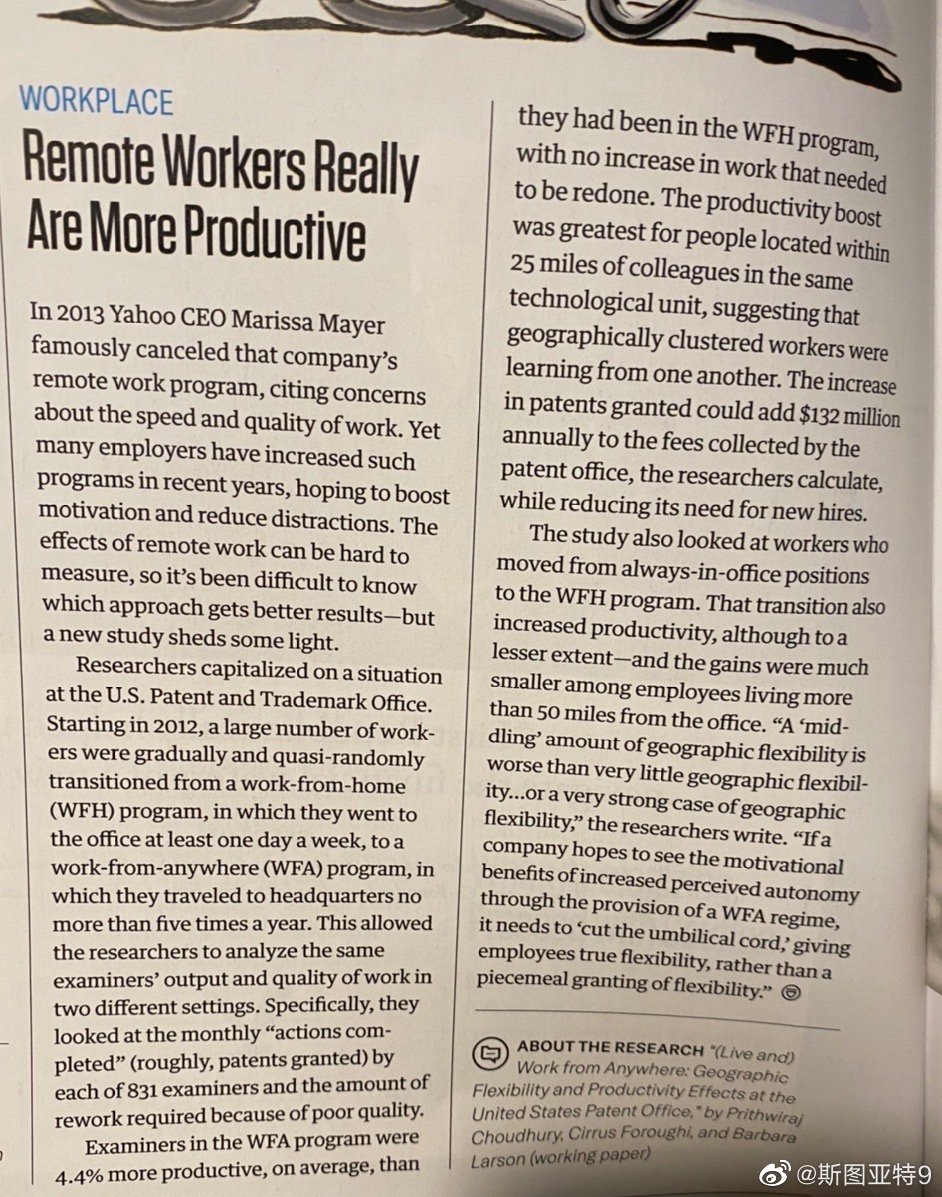 WORKPLACE
Remote Workers Really
Are More Productive
In 2013 Yahoo CEO Marissa Mayer
famously canceled that company's
remote work program, citing concerns
about the speed and quality of work. Yet
many employers have increased such
programs in recent years, hoping to boost
motivation and reduce distractions. The
effects of remote work can be hard to
measure, so it's been difficult to know
which approach gets better results—but
a new study sheds some light.
Researchers capitalized on a situation
at the U.S. Patent and Trademark Office.
Starting in 2012, a large number of work-
ers were gradually and quasi-randomly
transitioned from a work-from-home
(WFH) program, in which they went to
the office at least one day a week, to a
work-from-anywhere (WFA) program, in
which they traveled to headquarters no
more than five times a year. This allowed
the researchers to analyze the same
examiners' output and quality of work in
two different settings. Specifically, they
looked at the monthly “actions com-
pleted” (roughly, patents granted) by
each of 831 examiners and the amount of
rework required because of poor quality.
Examiners in the WFA program were
4.4% more productive, on average, than
they had been in the WFH program,
with no increase in work that needed
to be redone. The productivity boost
was greatest for people located within
25 miles of colleagues in the same
technological unit, suggesting that
geographically clustered workers were
learning from one another. The increase
in patents granted could add $132 million
annually to the fees collected by the
patent office, the researchers calculate,
while reducing its need for new hires.
The study also looked at workers who
moved from always-in-office positions
to the WFH program. That transition also
increased productivity, although to a
lesser extent—and the gains were much
smaller among employees living more
than 50 miles from the office. “A ‘mid-
dling’ amount of geographic flexibility is
worse than very little geographic flexibil-
ity...or a very strong case of geographic
flexibility,” the researchers write. “If a
company hopes to see the motivational
benefits of increased perceived autonomy
through the provision of a WFA regime,
it needs to ‘cut the umbilical cord,’ giving
employees true flexibility, rather than a
piecemeal granting of flexibility.”
ABOUT THE RESEARCH “(Live and)
Work from Anywhere: Geographic
Flexibility and Productivity Effects at the
United States Patent Office,” by Prithwiraj
Choudhury, Cirrus Foroughi, and Barbara
Larson (working paper)
@斯图亚特9